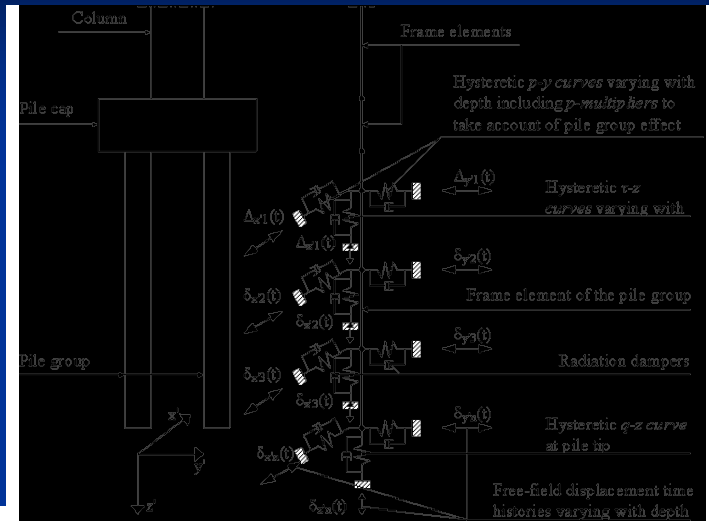 Column
Frame elements
Hysteretic p-y curves varying with
depth including p-multipliers to
take account of pile group effect
Pile cap
Δy'1(t)
Hysteretic τ-z
curves varying with
Δx'1(t)
Δz'1(t)
δy'2(t)
δx'2(t)
Frame element of the pile group
δz'2(t)
δy'3(t)
Pile group
Radiation dampers
δx'3(t)
δz'3(t)
x'
δy'n(t)
Hysteretic q-z curve
at pile tip
y'
δx'n(t)
Free-field displacement time
histories varying with depth
z'
δz'n(t)